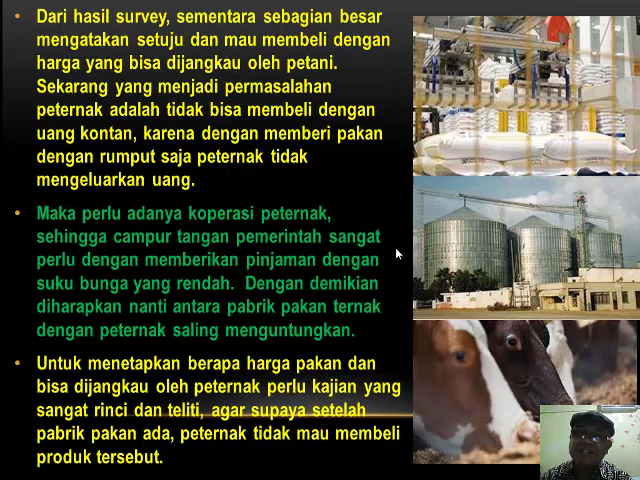 Dari hasil survey, sementara sebagian besar
mengatakan setuju dan mau membeli dengan
harga yang bisa dijangkau oleh petani.
Sekarang yang menjadi permasalahan
peternak adalah tidak bisa membeli dengan
uang kontan, karena dengan memberi pakan
dengan rumput saja peternak tidak
mengeluarkan uang.
Maka perlu adanya koperasi peternak,
sehingga campur tangan pemerintah sangat
perlu dengan memberikan pinjaman dengan
suku bunga yang rendah. Dengan demikian
diharapkan nanti antara pabrik pakan ternak
dengan peternak saling menguntungkan.
Untuk menetapkan berapa harga pakan dan
bisa dijangkau oleh peternak perlu kajian yang
sangat rinci dan teliti, agar supaya setelah
pabrik pakan ada, peternak tidak mau membeli
produk tersebut.